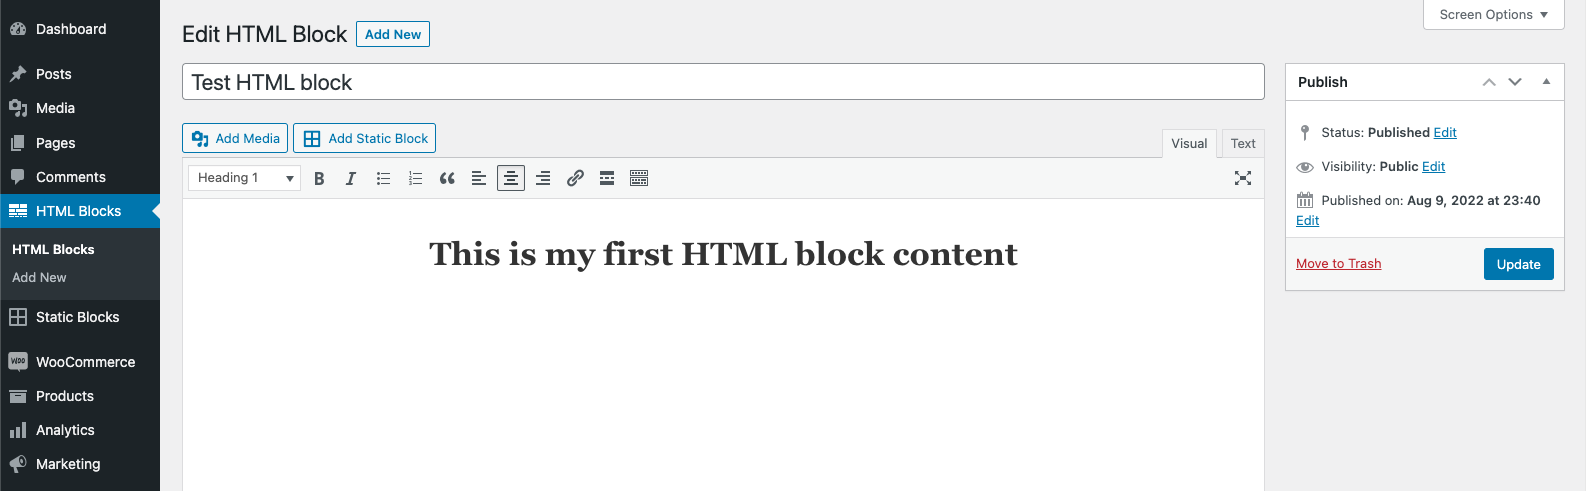 Dashboard
Posts
Media
Pages
Comments
HTML Blocks
HTML Blocks
Add New
Static Blocks
WooCommerce
Products
Analytics
Marketing
Screen Options
Edit HTML Block Add New
Test HTML block
Add Media Add Static Block
Visual Text
Heading 1
This is my first HTML block content
Publish
Status: Published Edit
Visibility: Public Edit
Published on: Aug 9, 2022 at 23:40
Edit
Move to Trash Update